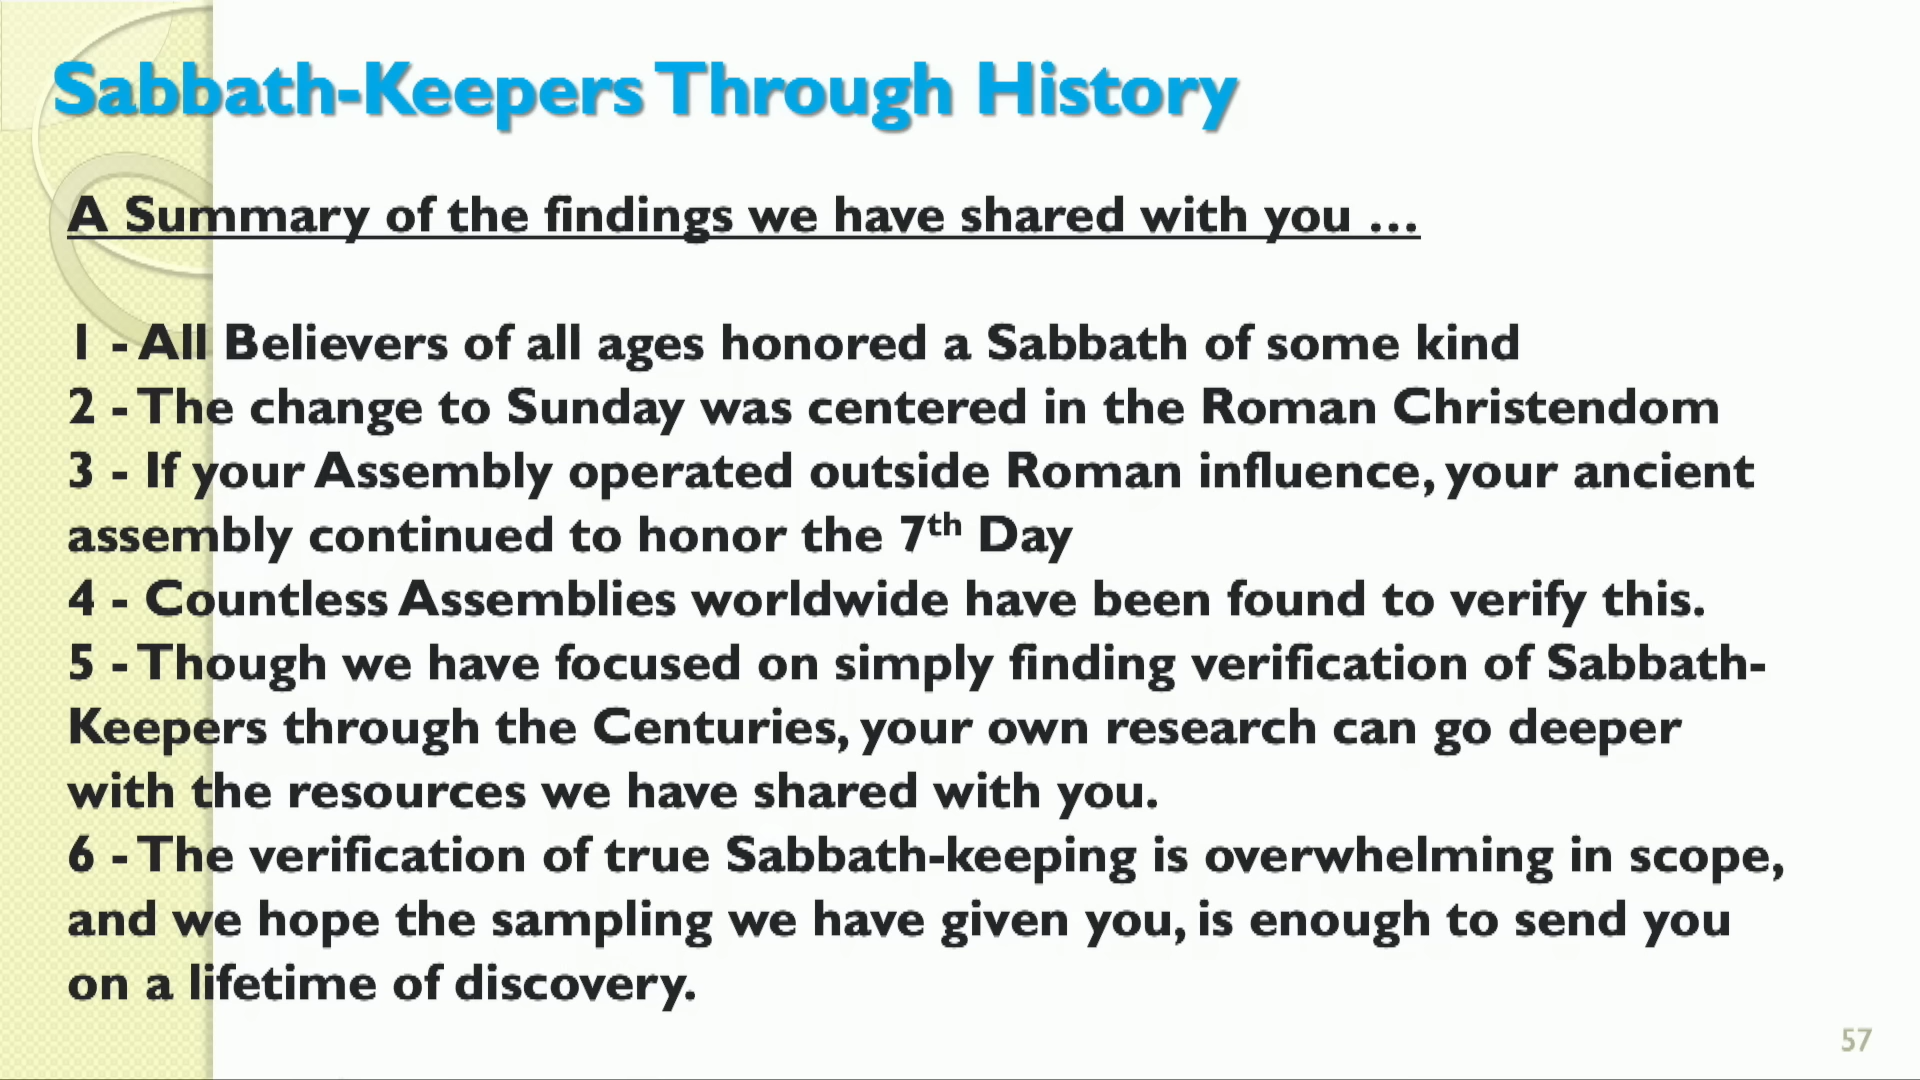 Sabbath-Keepers Through History
A Summary of the findings we have shared with you …
1 - All Believers of all ages honored a Sabbath of some kind
2 - The change to Sunday was centered in the Roman Christendom
3 - If your Assembly operated outside Roman influence, your ancient
assembly continued to honor the 7th Day
4 - Countless Assemblies worldwide have been found to verify this.
5 - Though we have focused on simply finding verification of Sabbath-
Keepers through the Centuries, your own research can go deeper
with the resources we have shared with you.
6 - The verification of true Sabbath-keeping is overwhelming in scope,
and we hope the sampling we have given you, is enough to send you
on a lifetime of discovery.
57